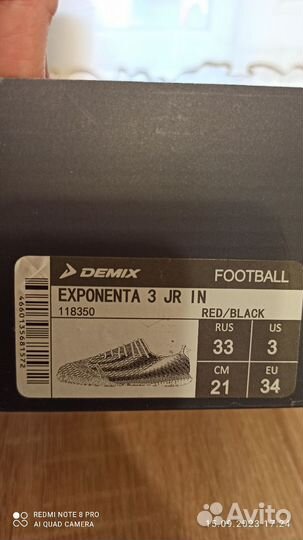 DEMIX
FOOTBALL
EXPONENTA 3 JR IN
118350
RED/BLACK
RUS
US
33
3
CM
EU
21
34
4660135681572
REDMI NOTE 8 PRO
AI QUAD CAMERA
15.09.2023 17:24
Avito